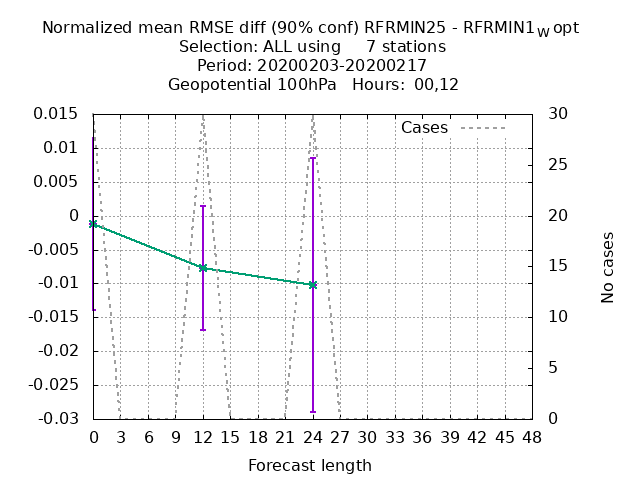 Normalized mean RMSE diff (90% conf) RFRMIN25 - RFRMIN1W opt
Selection: ALL using 7 stations
Period: 20200203-20200217
Geopotential 100hPa Hours: 00,12
Cases
0.015
0.01
0.005
0
-0.005
-0.01
-0.015
-0.02
-0.025
-0.03
30
25
20
15
10
5
0
No cases
0 3 6 9 12 15 18 21 24 27 30 33 36 39 42 45 48
Forecast length